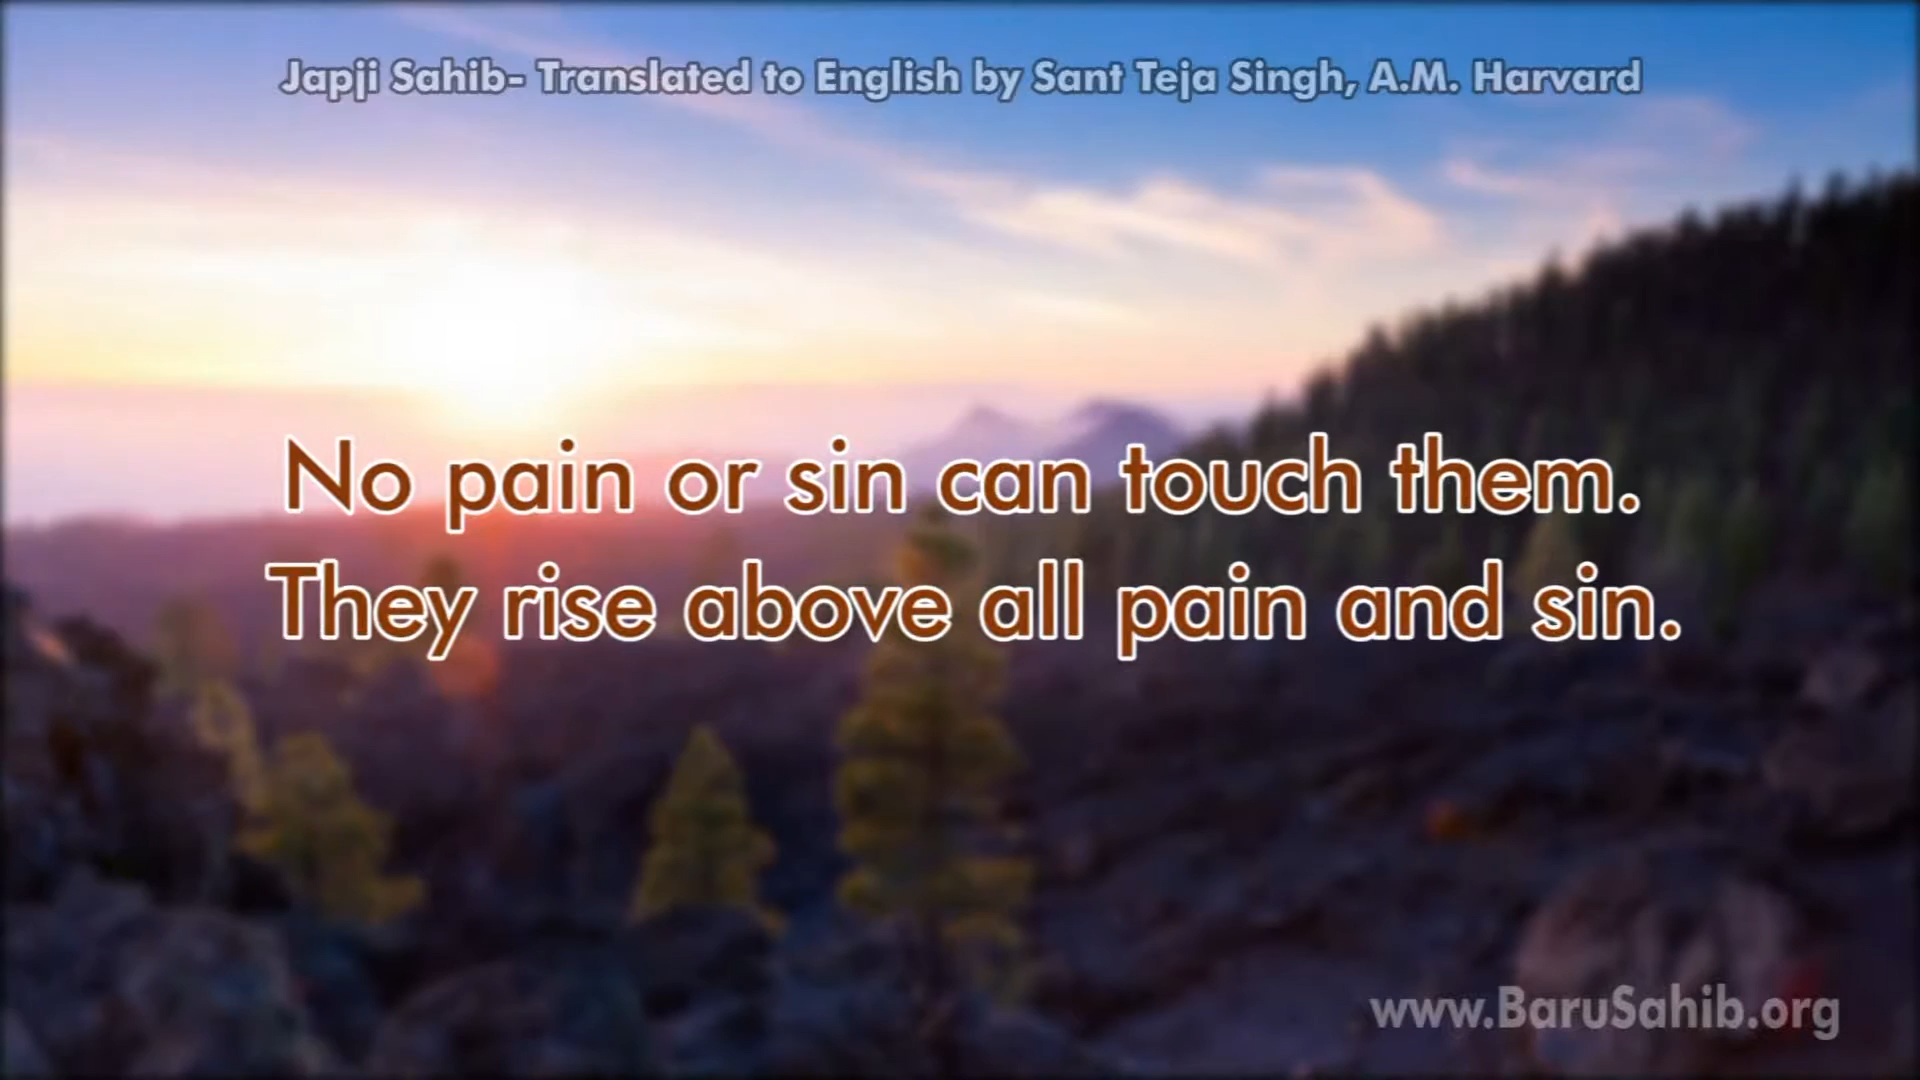 Japji Sahib- Translated to English by Sant Teja Singh, A.M. Harvard
No pain or sin can touch them.
They rise above all pain and sin.
www.BaruSahib.org